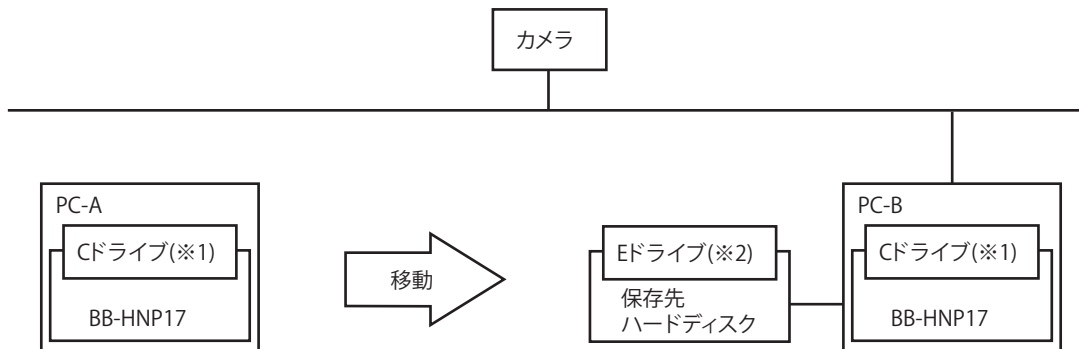 カメラ
PC-A
Cドライブ(※1)
BB-HNP17
移動
Eドライブ(※2)
保存先
ハードディスク
PC-B
Cドライブ(※1)
BB-HNP17